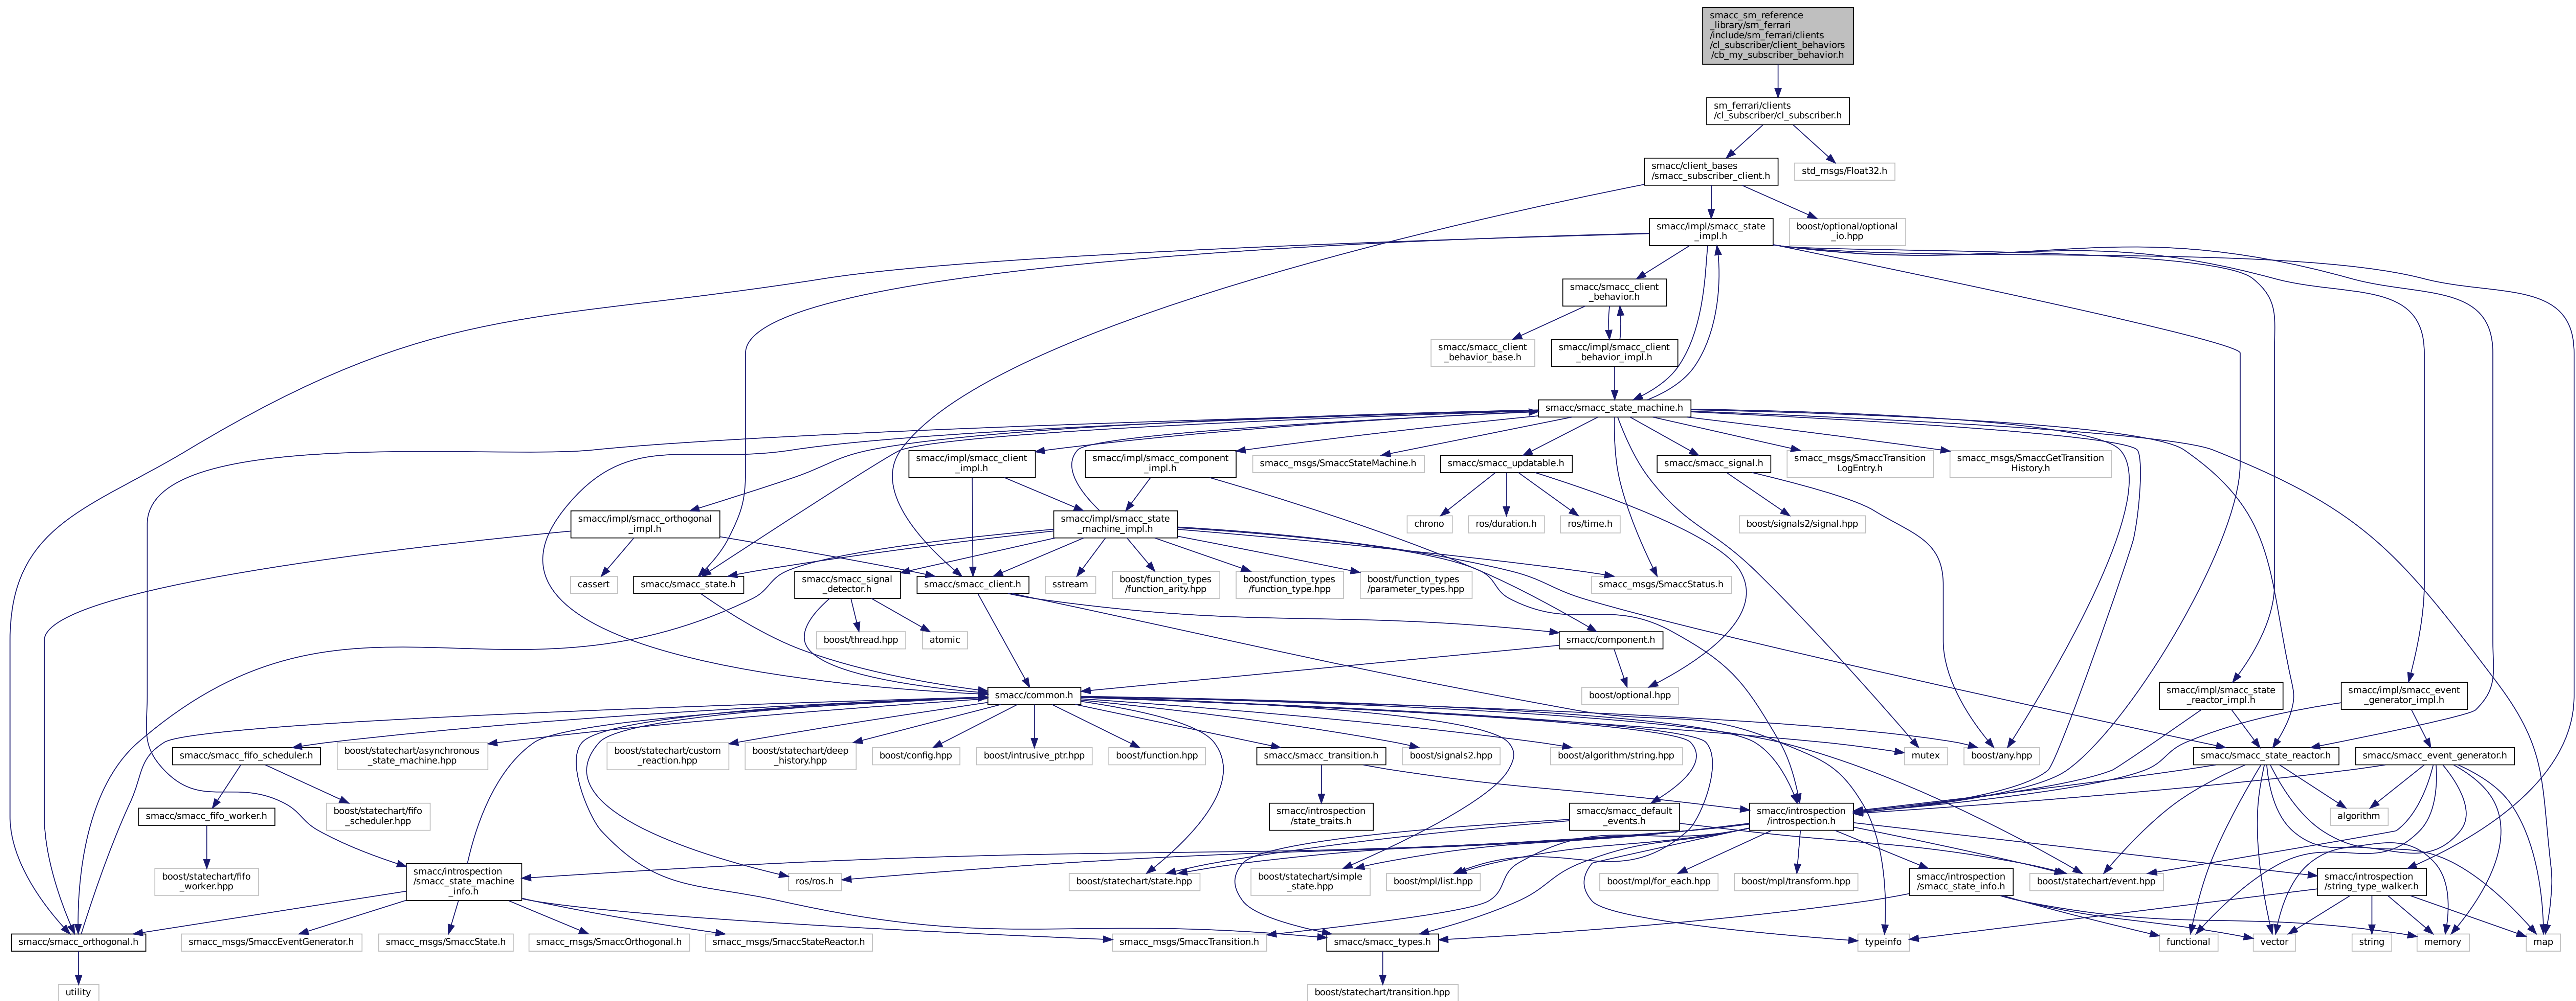 smacc_sm_reference
_library/sm_ferrari
/include/sm_ferrari/clients
/cl_subscriber/client_behaviors
/cb_my_subscriber_behavior.h
sm_ferrari/clients
/cl_subscriber/cl_subscriber.h
smacc/client_bases
/smacc_subscriber_client.h
std_msgs/Float32.h
smacc/impl/smacc_state
_impl.h
boost/optional/optional
_io.hpp
smacc/smacc_client
_behavior.h
smacc/smacc_client
_behavior_base.h
smacc/impl/smacc_client
_behavior_impl.h
smacc/smacc_state_machine.h
smacc/impl/smacc_client
_impl.h
smacc/impl/smacc_component
_impl.h
smacc_msgs/SmaccStateMachine.h
smacc/smacc_updatable.h
smacc/smacc_signal.h
smacc_msgs/SmaccTransition
LogEntry.h
smacc_msgs/SmaccGetTransition
History.h
smacc/impl/smacc_orthogonal
_impl.h
smacc/impl/smacc_state
_machine_impl.h
chrono
ros/duration.h
ros/time.h
boost/signals2/signal.hpp
cassert
smacc/smacc_state.h
smacc/smacc_signal
_detector.h
smacc/smacc_client.h
sstream
boost/function_types
/function_arity.hpp
boost/function_types
/function_type.hpp
boost/function_types
/parameter_types.hpp
smacc_msgs/SmaccStatus.h
boost/thread.hpp
atomic
smacc/component.h
smacc/common.h
boost/optional.hpp
smacc/impl/smacc_state
_reactor_impl.h
smacc/impl/smacc_event
_generator_impl.h
smacc/smacc_fifo_scheduler.h
boost/statechart/asynchronous
_state_machine.hpp
boost/statechart/custom
_reaction.hpp
boost/statechart/deep
_history.hpp
boost/config.hpp
boost/intrusive_ptr.hpp
boost/function.hpp
smacc/smacc_transition.h
boost/signals2.hpp
boost/algorithm/string.hpp
mutex
boost/any.hpp
smacc/smacc_state_reactor.h
smacc/smacc_event_generator.h
smacc/smacc_fifo_worker.h
boost/statechart/fifo
_scheduler.hpp
smacc/introspection
/state_traits.h
smacc/smacc_default
_events.h
smacc/introspection
/introspection.h
algorithm
boost/statechart/fifo
_worker.hpp
smacc/introspection
/smacc_state_machine
_info.h
ros/ros.h
boost/statechart/state.hpp
boost/statechart/simple
_state.hpp
boost/mpl/list.hpp
boost/mpl/for_each.hpp
boost/mpl/transform.hpp
smacc/introspection
/smacc_state_info.h
boost/statechart/event.hpp
smacc/introspection
/string_type_walker.h
smacc/smacc_orthogonal.h
smacc_msgs/SmaccEventGenerator.h
smacc_msgs/SmaccState.h
smacc_msgs/SmaccOrthogonal.h
smacc_msgs/SmaccStateReactor.h
smacc_msgs/SmaccTransition.h
smacc/smacc_types.h
typeinfo
functional
vector
string
memory
map
utility
boost/statechart/transition.hpp